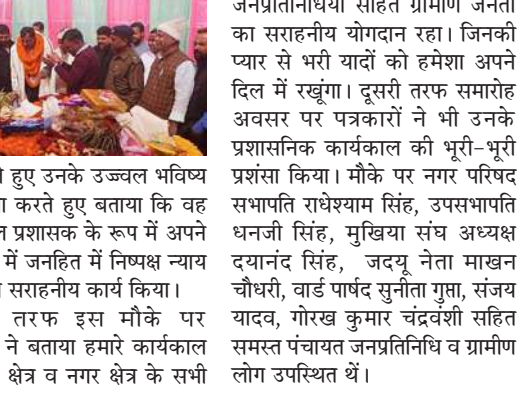 हुए उनके उज्ज्वल भविष्य
करते हुए बताया कि वह
प्रशासक के रूप में अपने
में जनहित में निष्पक्ष न्याय
सराहनीय कार्य किया।
तरफ इस मौके पर
ने बताया हमारे कार्यकाल
क्षेत्र व नगर क्षेत्र के सभी
जनप्रतिनिधियों सहित ग्रामीण जनता
का सराहनीय योगदान रहा। जिनकी
प्यार से भरी यादों को हमेशा अपने
दिल में रखूंगा। दूसरी तरफ समारोह
अवसर पर पत्रकारों ने भी उनके
प्रशासनिक कार्यकाल की भूरी-भूरी
प्रशंसा किया। मौके पर नगर परिषद
सभापति राधेश्याम सिंह, उपसभापति
धनजी सिंह, मुखिया संघ अध्यक्ष
दयानंद सिंह, जदयू नेता माखन
चौधरी, वार्ड पार्षद सुनीता गुप्ता, संजय
यादव, गोरख कुमार चंद्रवंशी सहित
समस्त पंचायत जनप्रतिनिधि व ग्रामीण
लोग उपस्थित थें।